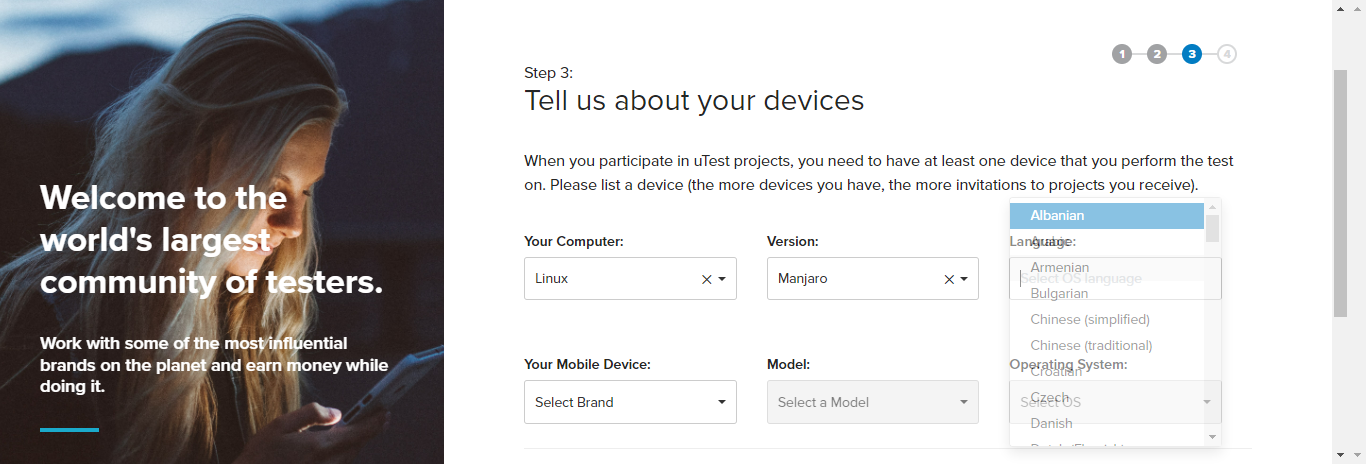 Welcome to the
world's largest
community of testers.
Work with some of the most influential
brands on the planet and earn money while
doing it.
1 2 3 4
Step 3:
Tell us about your devices
When you participate in uTest projects, you need to have at least one device that you perform the test
on. Please list a device (the more devices you have, the more invitations to projects you receive).
Your Computer:
Linux
Version:
Manjaro
Language:
Select OS language
Albanian
Arabic
Armenian
Bulgarian
Chinese (simplified)
Chinese (traditional)
Croatian
Czech
Danish
Your Mobile Device:
Select Brand
Model:
Select a Model
Operating System:
Select OS